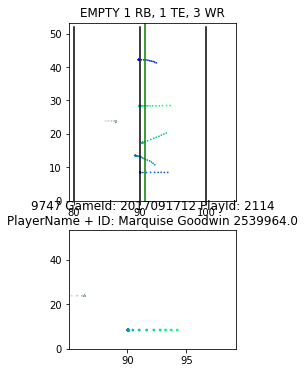 EMPTY 1 RB, 1 TE, 3 WR
50
40
30
20
10
0
80 90 100
9747 GameId: 2017091712 PlayId: 2114
PlayerName + ID: Marquise Goodwin 2539964.0
40
20
0
90 95